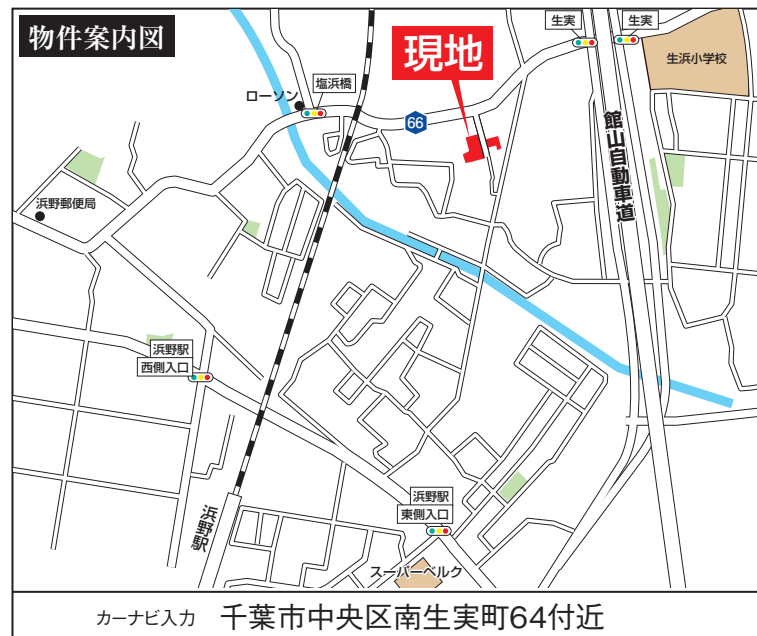 物件案内図
生実
生実
現地
生浜小学校
塩浜橋
ローソン
66
館山自動車道
浜野郵便局
浜野駅
西側入口
浜野駅
浜野駅
東側入口
スーパーベルク
カーナビ入力 千葉市中央区南生実町64付近